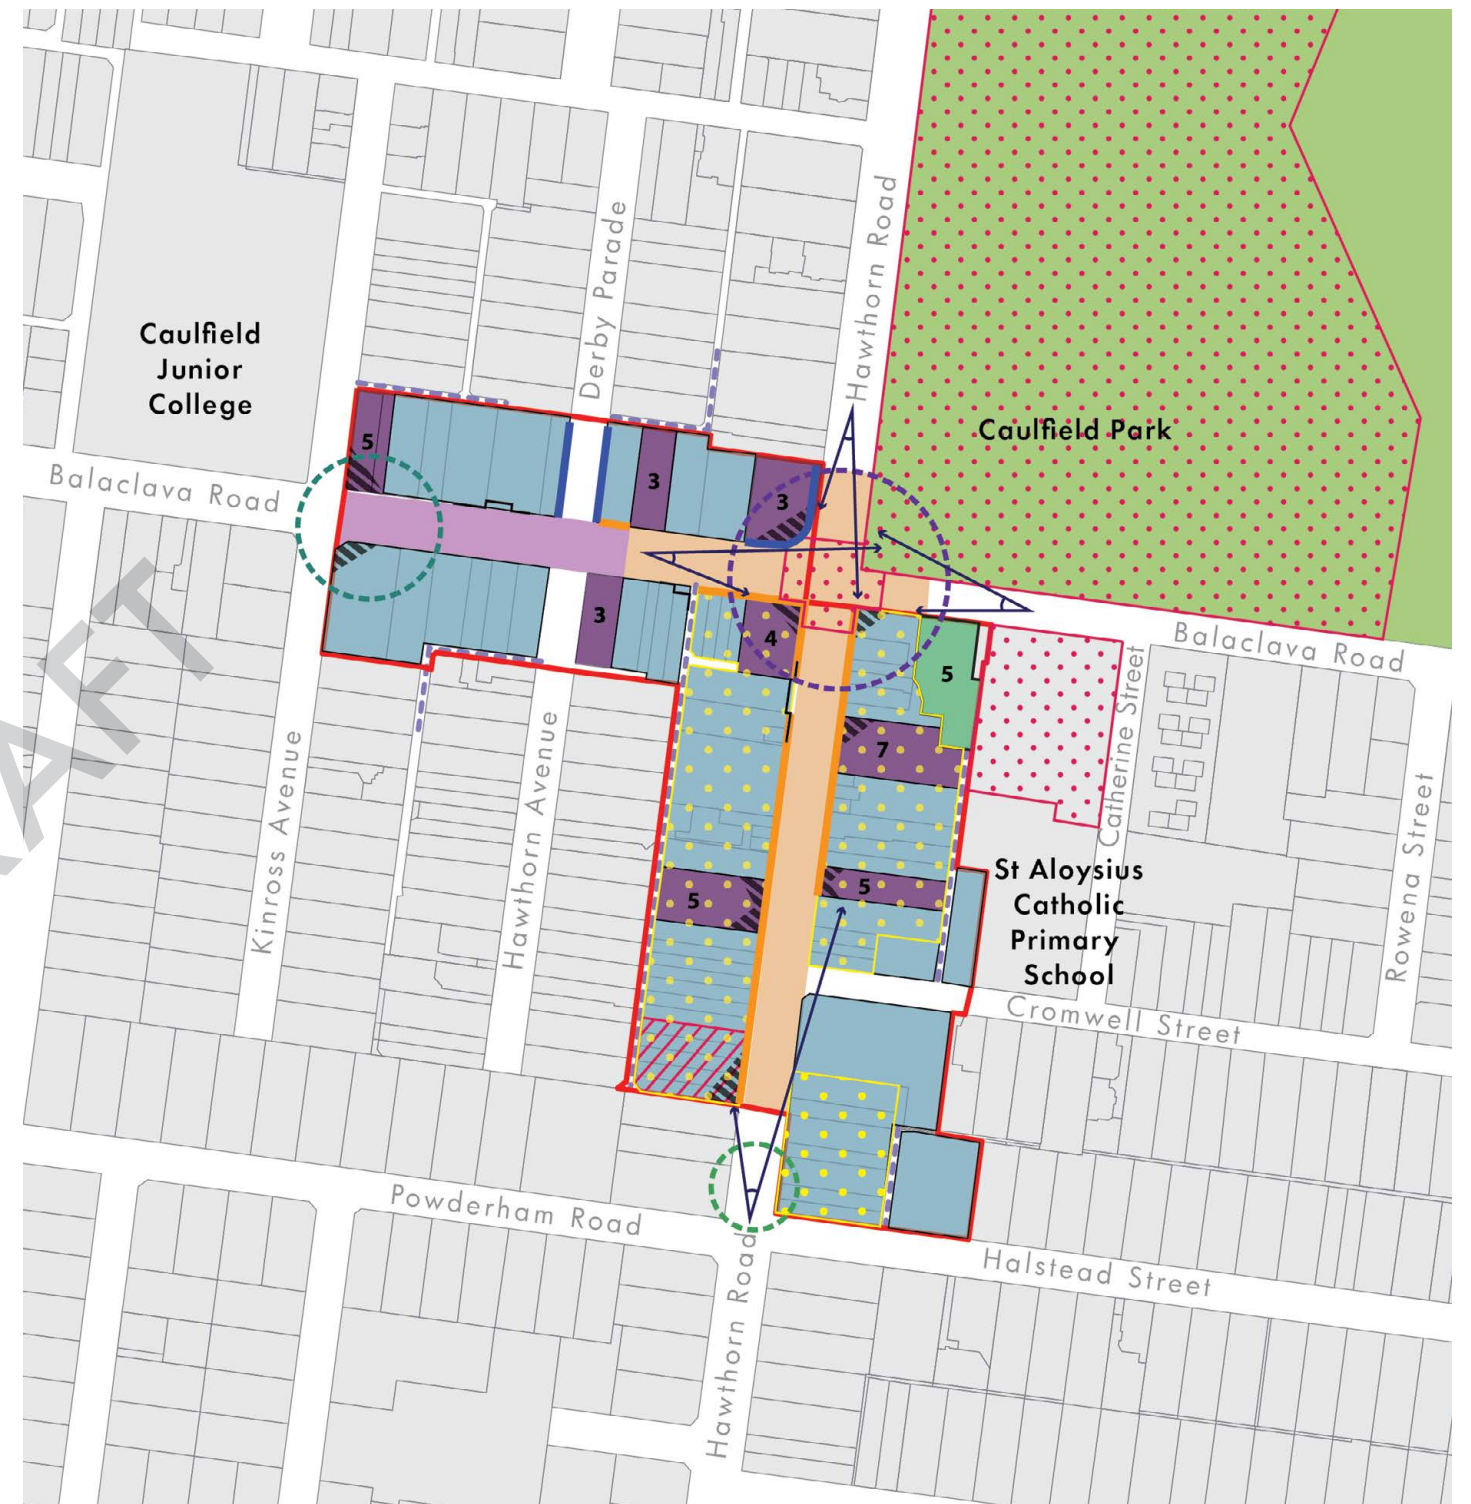 Hawthorn Road
Derby Parade
Caulfield
Junior
College
Caulfield Park
5
3
3
Balaclava Road
3
4
5
Balaclava Road
7
Catherine Street
Kinross Avenue
Hawthorn Avenue
5
5
St Aloysius
Catholic
Primary
School
Rowena Street
Cromwell Street
Powderham Road
Hawthorn Road
Halstead Street
RAFT